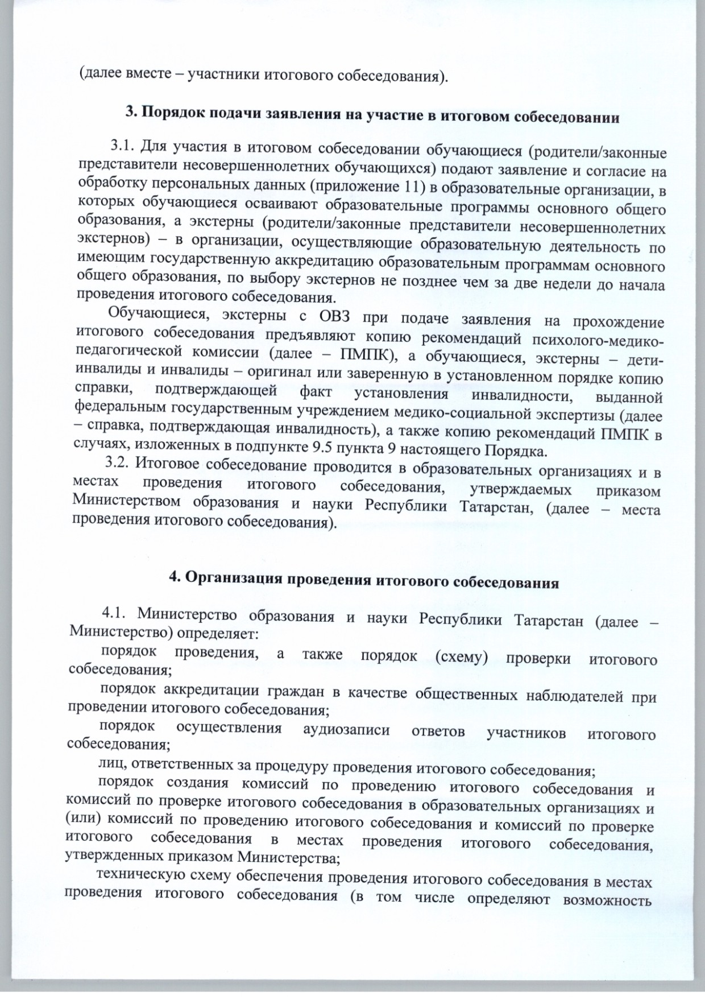 (далее вместе – участники итогового собеседования).
3. Порядок подачи заявления на участие в итоговом собеседовании
3.1. Для участия в итоговом собеседовании обучающиеся (родители/законные
представители несовершеннолетних обучающихся) подают заявление и согласие на
обработку персональных данных (приложение 11) в образовательные организации, в
которых обучающиеся осваивают образовательные программы основного общего
образования, а экстерны (родители/законные представители несовершеннолетних
экстернов) – в организации, осуществляющие образовательную деятельность по
имеющим государственную аккредитацию образовательным программам основного
общего образования, по выбору экстернов не позднее чем за две недели до начала
проведения итогового собеседования.
Обучающиеся, экстерны с ОВЗ при подаче заявления на прохождение
итогового собеседования предъявляют копию рекомендаций психолого-медико-
педагогической комиссии (далее – ПМПК), а обучающиеся, экстерны – дети-
инвалиды и инвалиды – оригинал или заверенную в установленном порядке копию
справки, подтверждающей факт установления инвалидности, выданной
федеральным государственным учреждением медико-социальной экспертизы (далее
– справка, подтверждающая инвалидность), а также копию рекомендаций ПМПК в
случаях, изложенных в подпункте 9.5 пункта 9 настоящего Порядка.
3.2. Итоговое собеседование проводится в образовательных организациях и в
местах проведения итогового собеседования, утверждаемых приказом
Министерством образования и науки Республики Татарстан, (далее – места
проведения итогового собеседования).
4. Организация проведения итогового собеседования
4.1. Министерство образования и науки Республики Татарстан (далее –
Министерство) определяет:
порядок проведения, а также порядок (схему) проверки итогового
собеседования;
порядок аккредитации граждан в качестве общественных наблюдателей при
проведении итогового собеседования;
порядок осуществления аудиозаписи ответов участников итогового
собеседования;
лиц, ответственных за процедуру проведения итогового собеседования;
порядок создания комиссий по проведению итогового собеседования и
комиссий по проверке итогового собеседования в образовательных организациях и
(или) комиссий по проведению итогового собеседования и комиссий по проверке
итогового собеседования в местах проведения итогового собеседования,
утвержденных приказом Министерства;
техническую схему обеспечения проведения итогового собеседования в местах
проведения итогового собеседования (в том числе определяют возможность